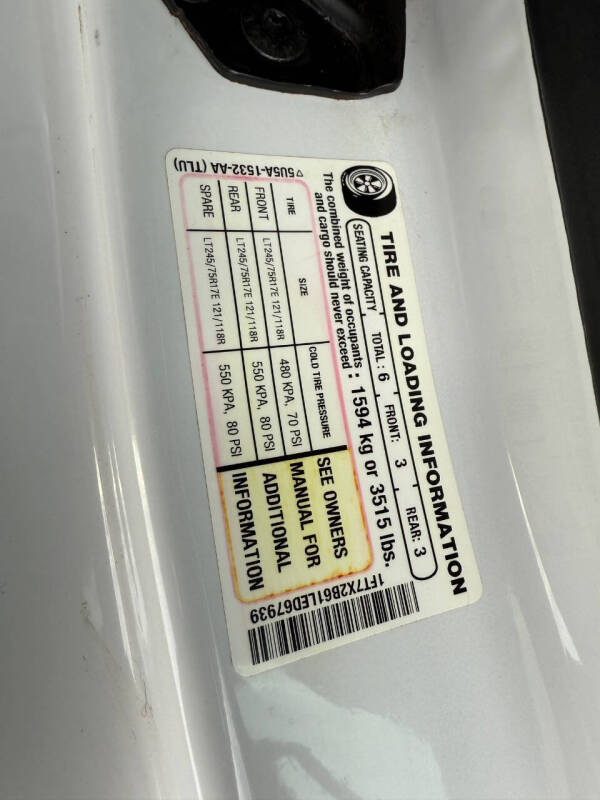 TIRE AND LOADING INFORMATION
SEATING CAPACITY TOTAL: 6 FRONT: 3 REAR: 3
The combined weight of occupants and cargo should never exceed : 1594 kg or 3515 lbs.
TIRE SIZE COLD TIRE PRESSURE
FRONT LT245/75R17E 121/118R 480 KPA, 70 PSI
REAR LT245/75R17E 121/118R 550 KPA, 80 PSI
SPARE LT245/75R17E 121/118R 550 KPA, 80 PSI
SEE OWNERS
MANUAL FOR
ADDITIONAL
INFORMATION
5U5A-1532-AA (TLU)
1FT7X2B61LED67939